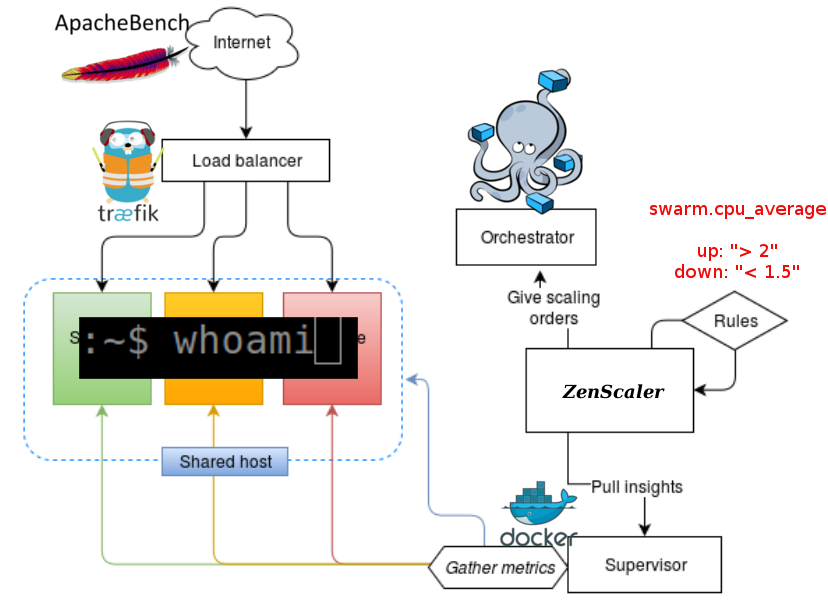 ApacheBench
Internet
Load balancer
træfik
Orchestrator
swarm.cpu_average
up: "> 2"
down: "< 1.5"
Give scaling
orders
Rules
:~$ whoami
ZenScaler
Shared host
Pull insights
docker
Gather metrics
Supervisor